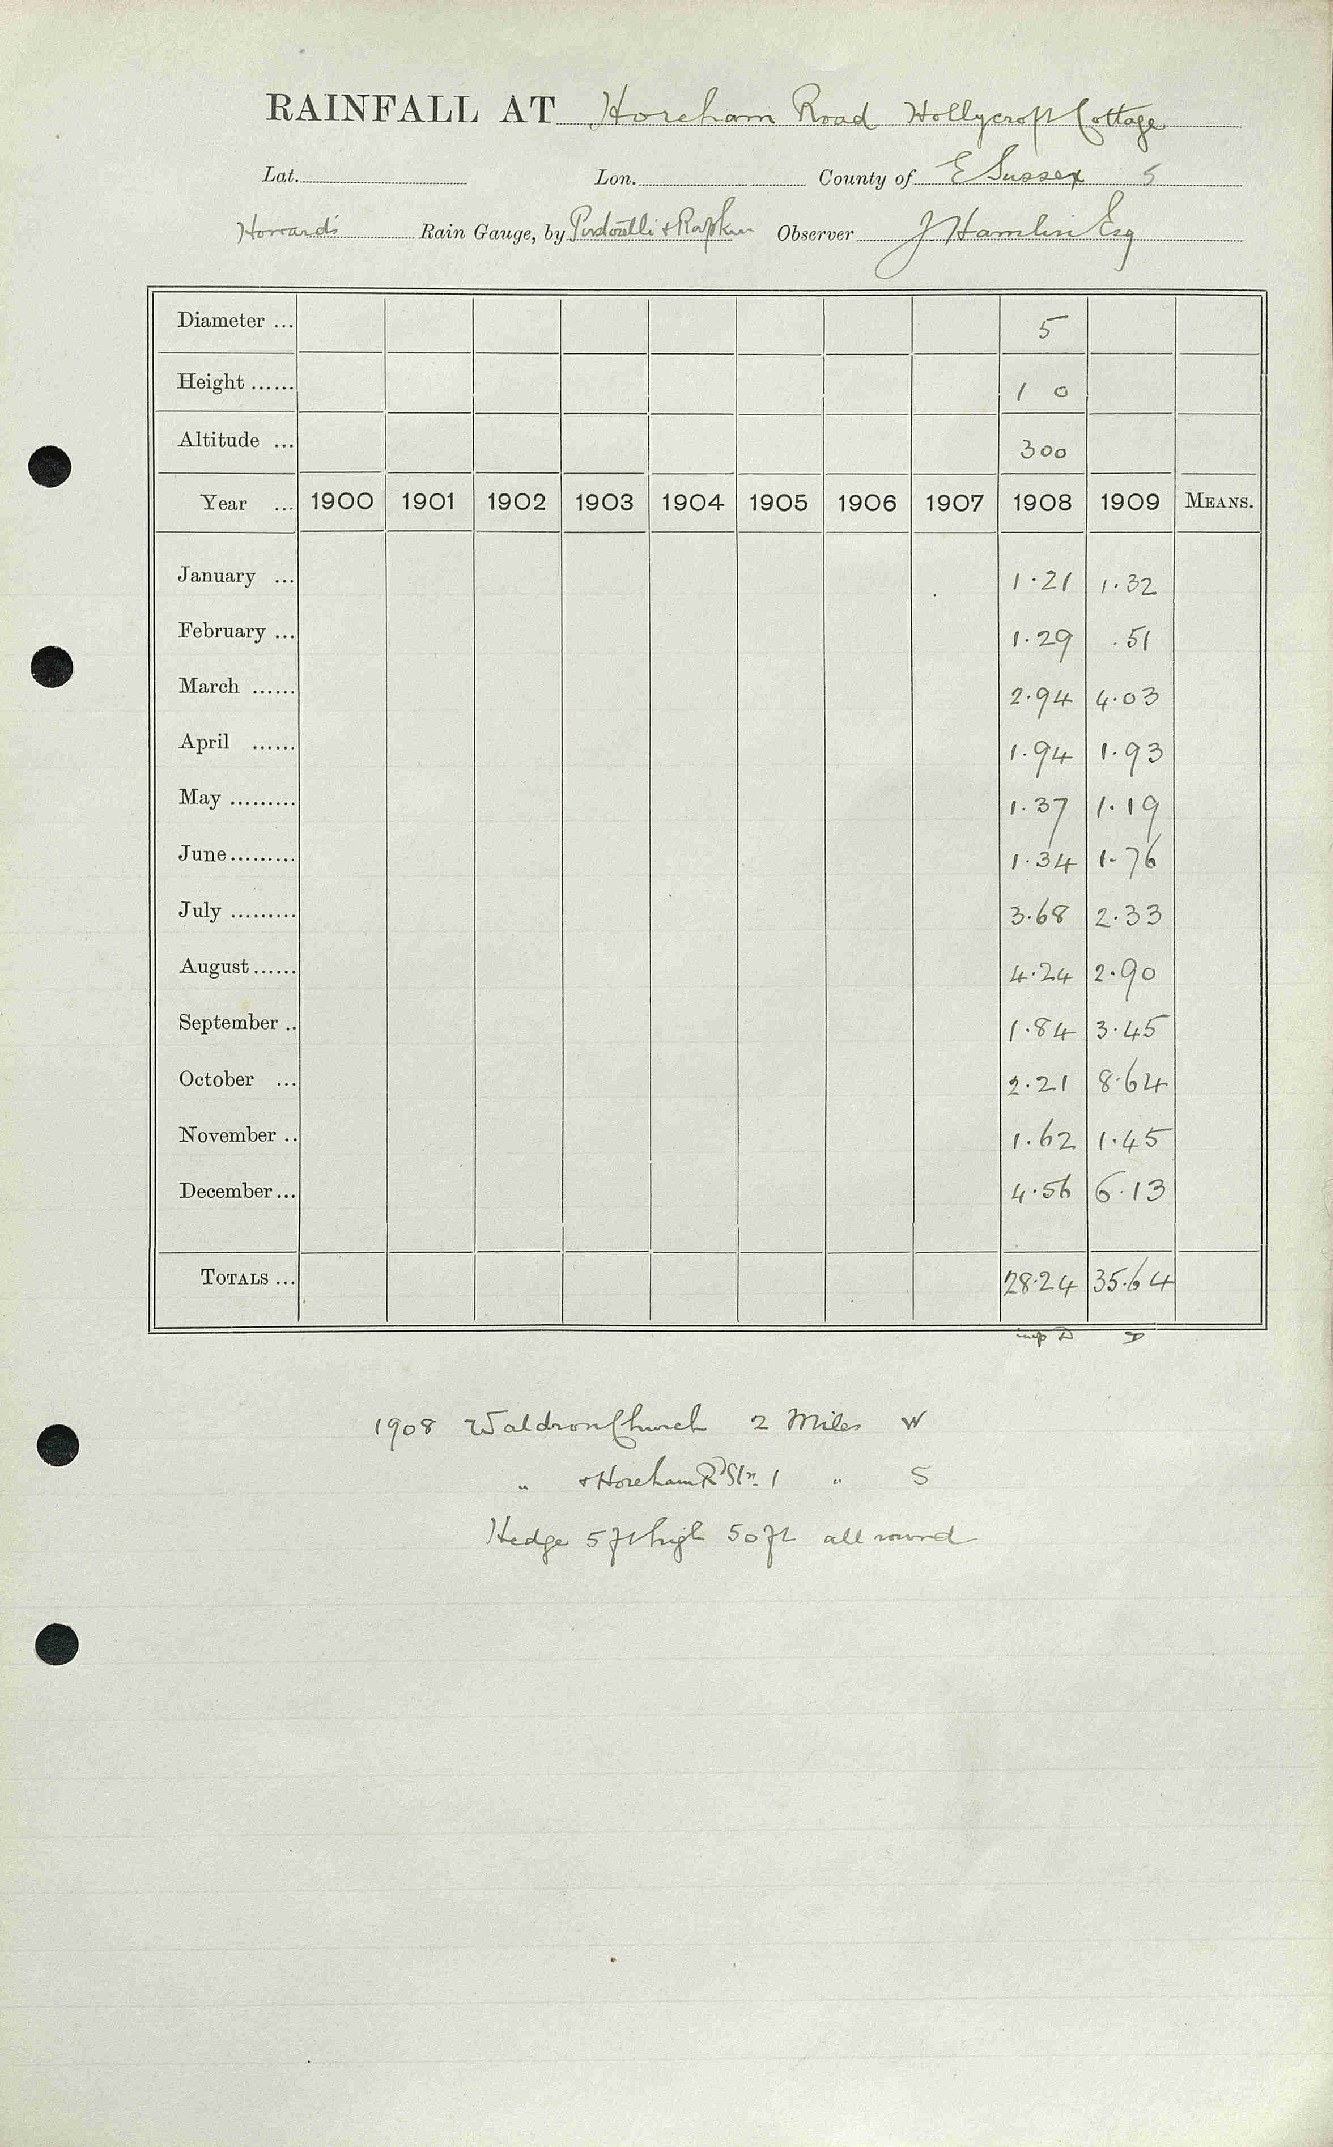 RAINFALL AT Horeham Road Hollycroft Cottage
Lat. Lon. County of E Sussex 5
Howard's Rain Gauge, by & Observer J Hamlin Esq
Diameter ... 5
Height ...... 1 0
Altitude ... 300
Year ... 1900 1901 1902 1903 1904 1905 1906 1907 1908 1909 MEANS.
January ... 1.21 1.32
February ... 1.29 .51
March ...... 2.94 4.03
April ...... 1.94 1.93
May ......... 1.37 1.19
June ......... 1.34 1.76
July ......... 3.68 2.33
August ...... 4.24 2.90
September .. 1.84 3.45
October ... 2.21 8.64
November .. 1.62 1.45
December ... 4.56 6.13
TOTALS ... 28.24 35.64
1908 Waldron Church 2 Miles W
" & Horeham Rd Stn. 1 " S
Hedge 5 ft high 50 ft all round